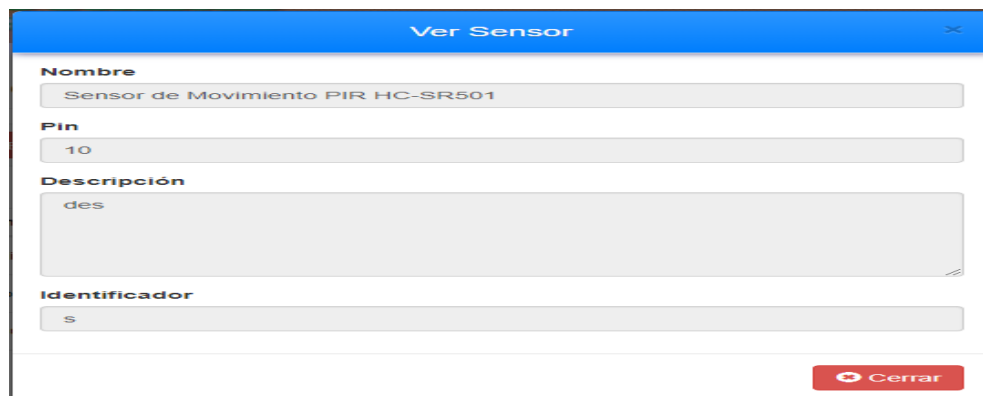 Ver Sensor
Nombre
Sensor de Movimiento PIR HC-SR501
Pin
10
Descripción
des
Identificador
s
Cerrar